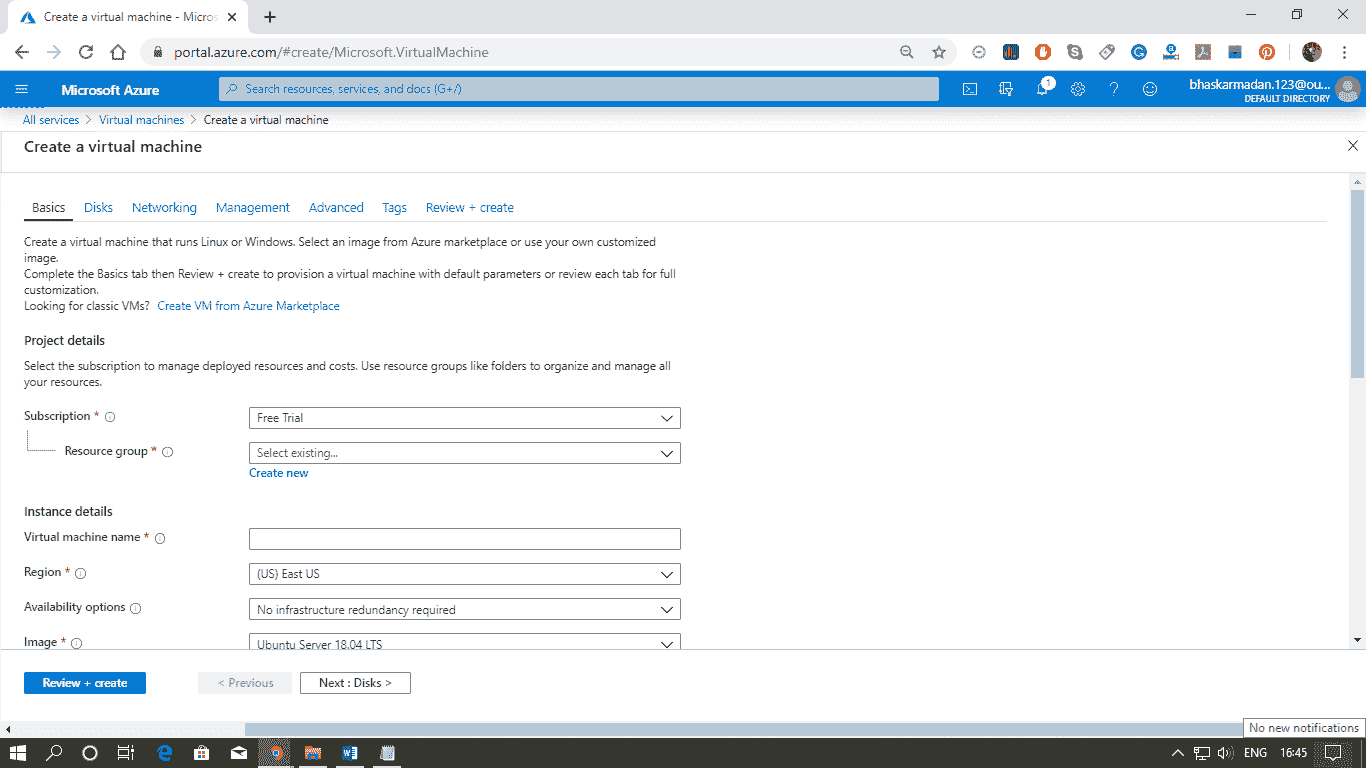 Create a virtual machine - Micros
portal.azure.com/#create/Microsoft.VirtualMachine
Microsoft Azure
Search resources, services, and docs (G+/)
1
bhaskarmadan.123@ou...
DEFAULT DIRECTORY
All services > Virtual machines > Create a virtual machine
Create a virtual machine
Basics Disks Networking Management Advanced Tags Review + create
Create a virtual machine that runs Linux or Windows. Select an image from Azure marketplace or use your own customized
image.
Complete the Basics tab then Review + create to provision a virtual machine with default parameters or review each tab for full
customization.
Looking for classic VMs? Create VM from Azure Marketplace
Project details
Select the subscription to manage deployed resources and costs. Use resource groups like folders to organize and manage all
your resources.
Subscription * Free Trial
Resource group * Select existing...
Create new
Instance details
Virtual machine name *
Region * (US) East US
Availability options No infrastructure redundancy required
Image * Ubuntu Server 18.04 LTS
Review + create < Previous Next : Disks >
No new notifications
ENG 16:45